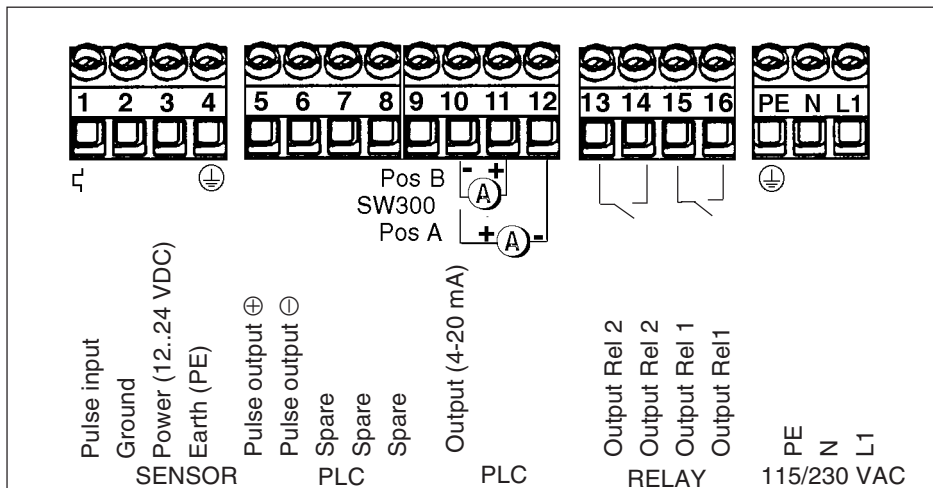 1 2 3 4 5 6 7 8 9 10 11 12 13 14 15 16 PE N L1
Pos B - +
A
SW300
Pos A + A -
Pulse input
Ground
Power (12..24 VDC)
Earth (PE)
Pulse output ⊕
Pulse output ⊖
Spare
Spare
Spare
Output (4-20 mA)
Output Rel 2
Output Rel 2
Output Rel 1
Output Rel1
PE
N
L1
SENSOR PLC PLC RELAY 115/230 VAC